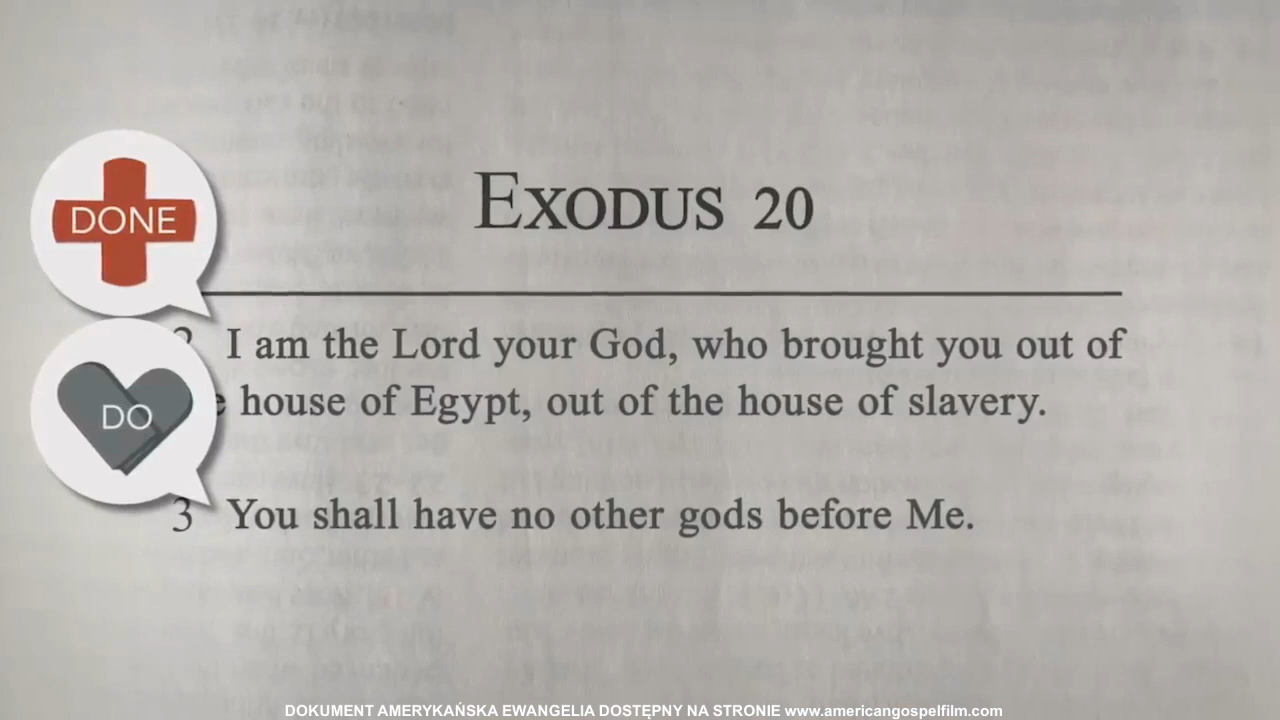 DONE
EXODUS 20
2 I am the Lord your God, who brought you out of
house of Egypt, out of the house of slavery.
DO
3 You shall have no other gods before Me.
DOKUMENT AMERYKAŃSKA EWANGELIA DOSTĘPNY NA STRONIE www.americangospelfilm.com